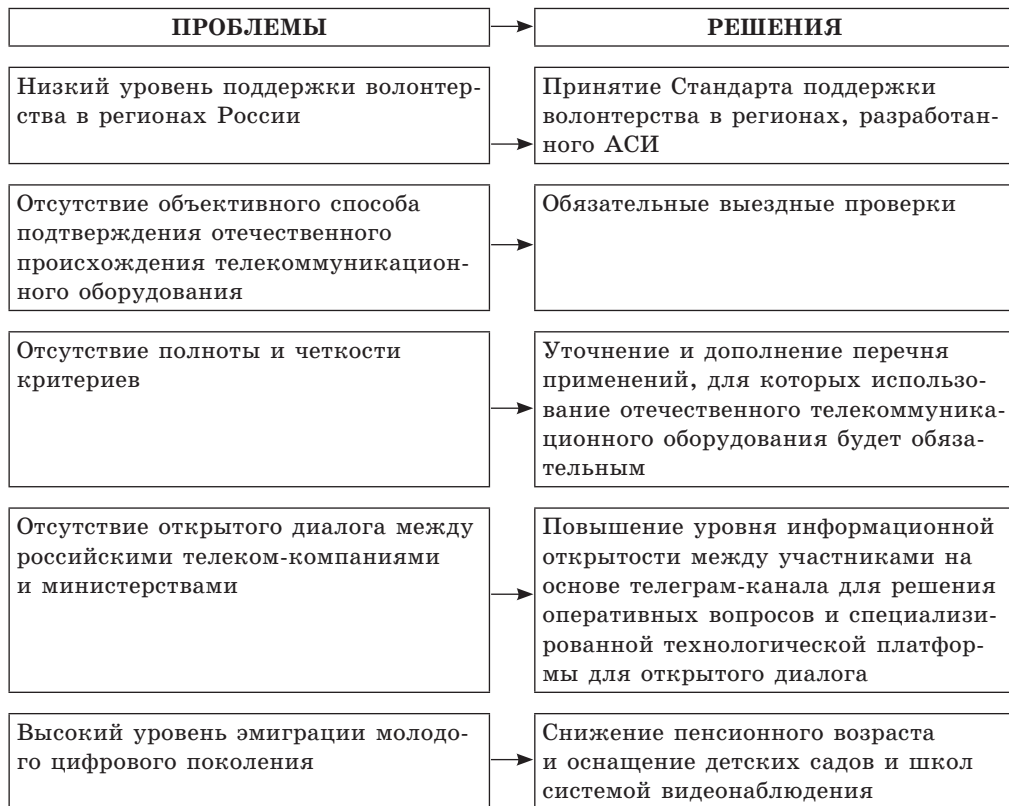 ПРОБЛЕМЫ
РЕШЕНИЯ
Низкий уровень поддержки волонтер-
ства в регионах России
Принятие Стандарта поддержки
волонтерства в регионах, разработан-
ного АСИ
Отсутствие объективного способа
подтверждения отечественного
происхождения телекоммуникацион-
ного оборудования
Обязательные выездные проверки
Отсутствие полноты и четкости
критериев
Уточнение и дополнение перечня
применений, для которых использо-
вание отечественного телекоммуника-
ционного оборудования будет обяза-
тельным
Отсутствие открытого диалога между
российскими телеком-компаниями
и министерствами
Повышение уровня информационной
открытости между участниками на
основе телеграм-канала для решения
оперативных вопросов и специализи-
рованной технологической платфор-
мы для открытого диалога
Высокий уровень эмиграции молодо-
го цифрового поколения
Снижение пенсионного возраста
и оснащение детских садов и школ
системой видеонаблюдения